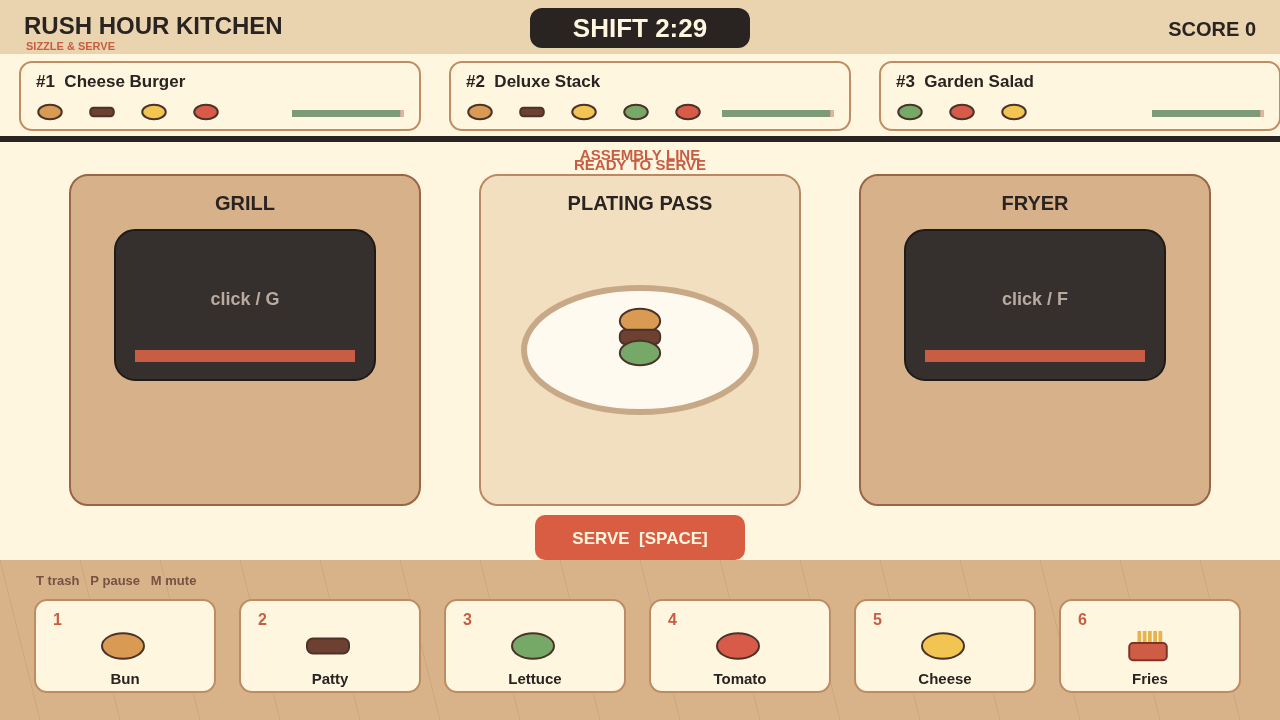 RUSH HOUR KITCHEN
SIZZLE & SERVE
SHIFT 2:29
SCORE 0
#1 Cheese Burger
#2 Deluxe Stack
#3 Garden Salad
ASSEMBLY LINE
READY TO SERVE
GRILL
click / G
PLATING PASS
FRYER
click / F
SERVE [SPACE]
T trash P pause M mute
1
Bun
2
Patty
3
Lettuce
4
Tomato
5
Cheese
6
Fries